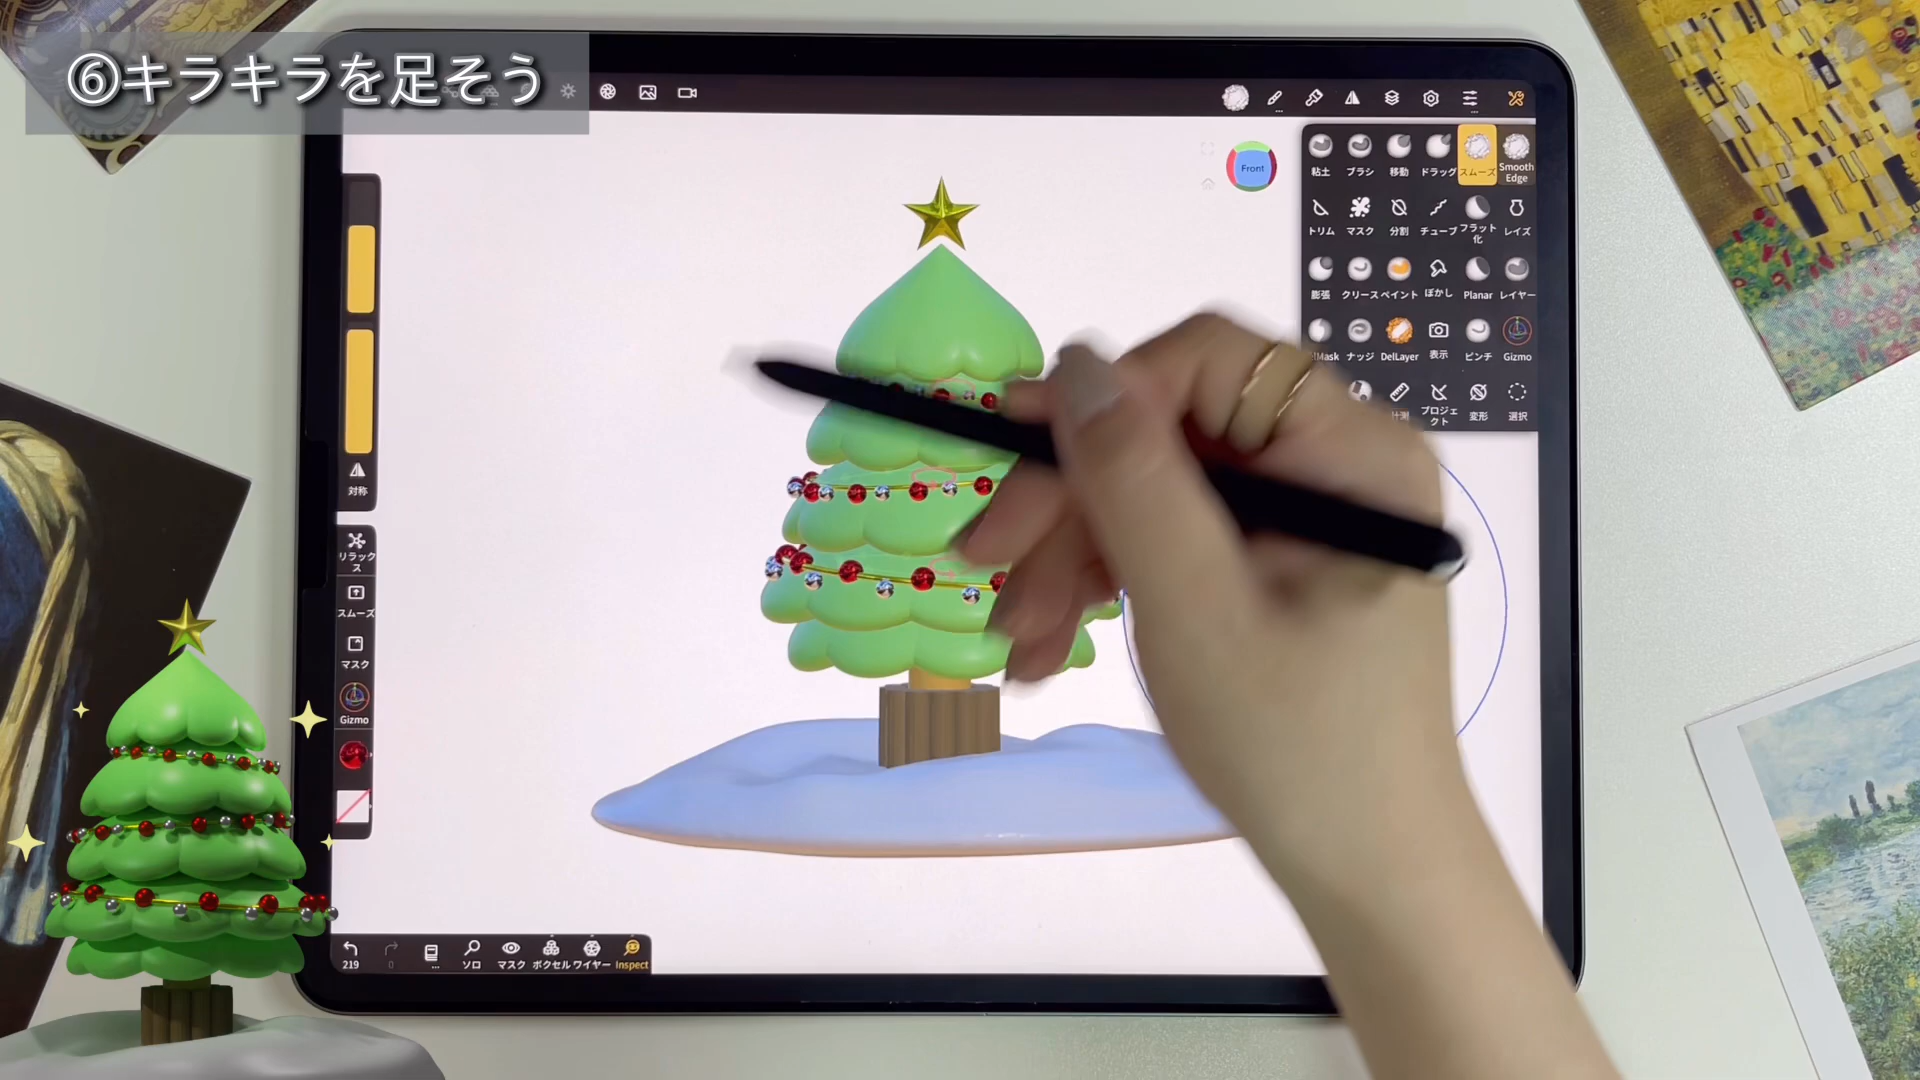 ⑥キラキラを足そう
Front
粘土 ブラシ 移動 ドラッグ スムーズ Smooth Edge
トリム マスク 分割 チューブ フラット化 レイズ
膨張 クリース ペイント ぼかし Planar レイヤー
lMask ナッジ DelLayer 表示 ピンチ Gizmo
計測 プロジェクト 変形 選択
対称
リラックス
スムーズ
マスク
Gizmo
219 0 ... ソロ マスク ボクセル ワイヤー Inspect